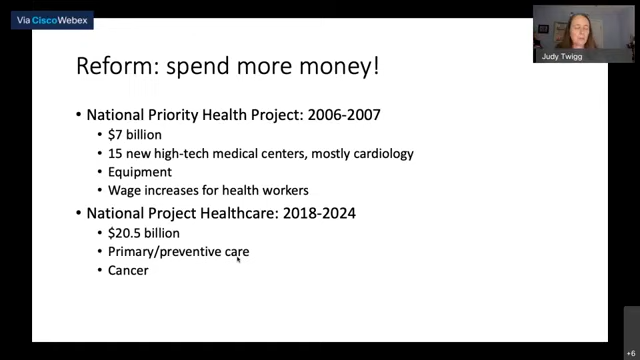 Via CiscoWebex
Judy Twigg
Reform: spend more money!
• National Priority Health Project: 2006-2007
• $7 billion
• 15 new high-tech medical centers, mostly cardiology
• Equipment
• Wage increases for health workers
• National Project Healthcare: 2018-2024
• $20.5 billion
• Primary/preventive care
• Cancer
+6